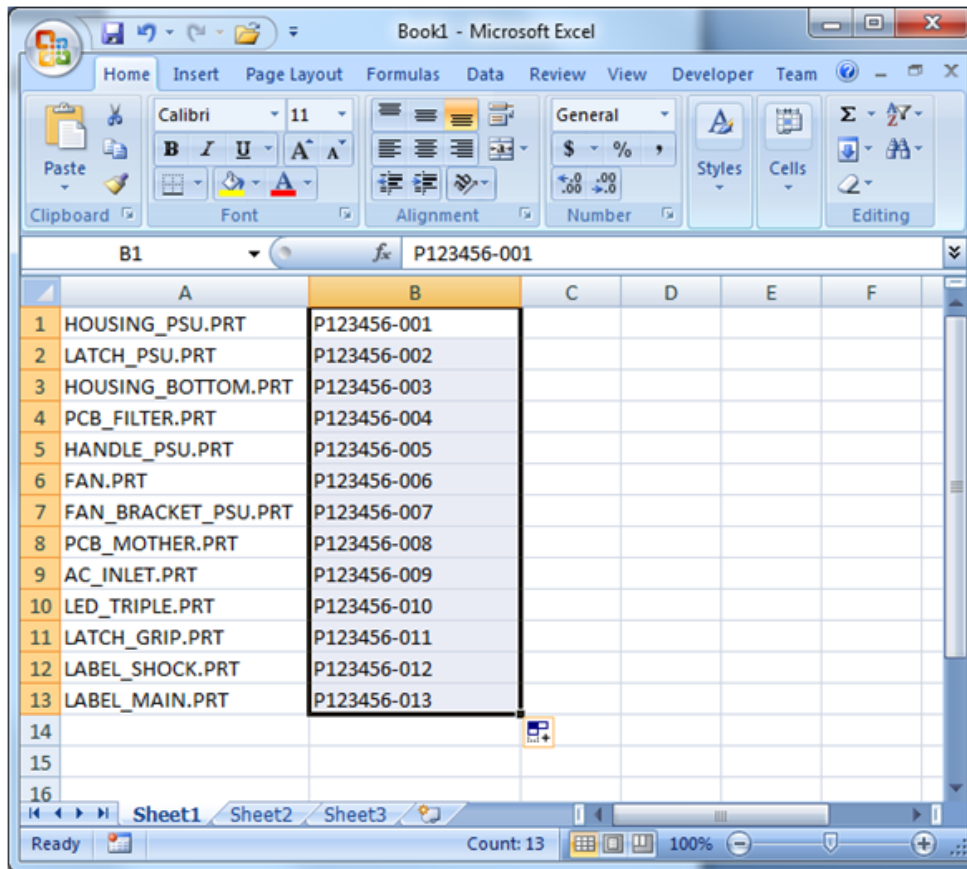 Book1 - Microsoft Excel
Home Insert Page Layout Formulas Data Review View Developer Team
Calibri 11 General
Paste B I U A A A $ % , Styles Cells Σ
Clipboard Font Alignment Number Editing
B1 fx P123456-001
A B C D E F
1 HOUSING_PSU.PRT P123456-001
2 LATCH_PSU.PRT P123456-002
3 HOUSING_BOTTOM.PRT P123456-003
4 PCB_FILTER.PRT P123456-004
5 HANDLE_PSU.PRT P123456-005
6 FAN.PRT P123456-006
7 FAN_BRACKET_PSU.PRT P123456-007
8 PCB_MOTHER.PRT P123456-008
9 AC_INLET.PRT P123456-009
10 LED_TRIPLE.PRT P123456-010
11 LATCH_GRIP.PRT P123456-011
12 LABEL_SHOCK.PRT P123456-012
13 LABEL_MAIN.PRT P123456-013
14
15
16
Sheet1 Sheet2 Sheet3
Ready Count: 13 100%